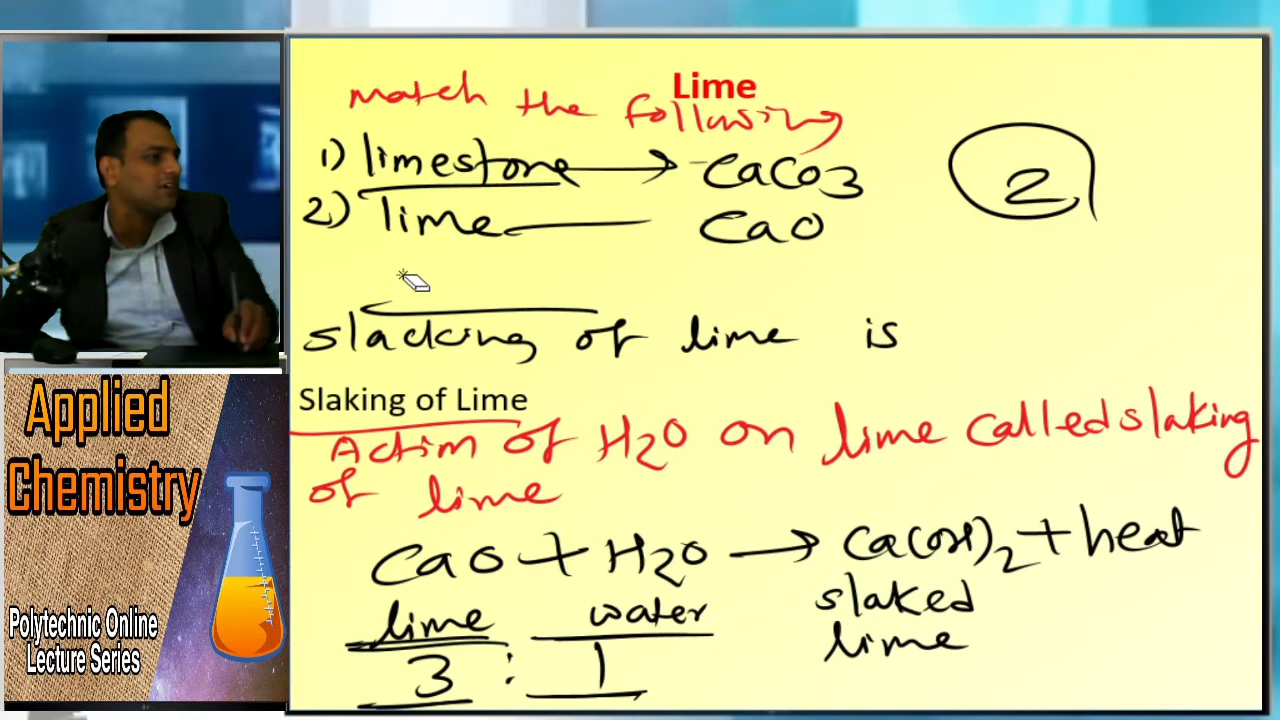 Lime
match the following
1) limestone → CaCO3
2) lime — CaO
2
slacking of lime is
Slaking of Lime
Action of H2O on lime called slaking
of lime
CaO + H2O → Ca(OH)2 + heat
lime water slaked
lime
3 : 1
Applied
Chemistry
Polytechnic Online
Lecture Series